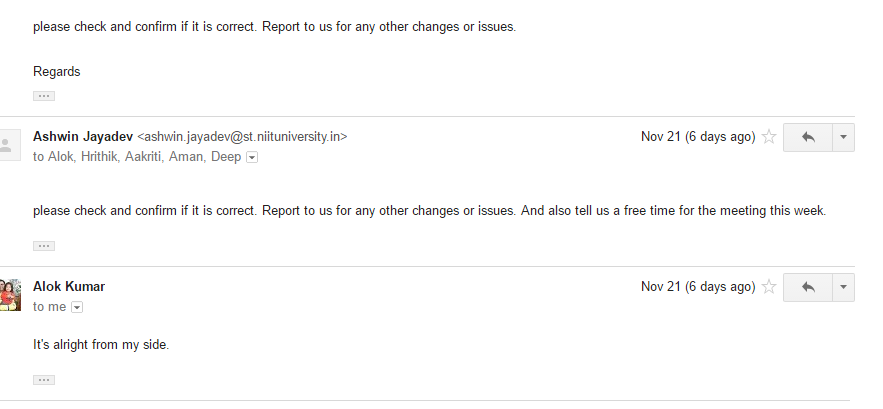 please check and confirm if it is correct. Report to us for any other changes or issues.
Regards
Ashwin Jayadev <ashwin.jayadev@st.niituniversity.in> Nov 21 (6 days ago)
to Alok, Hrithik, Aakriti, Aman, Deep
please check and confirm if it is correct. Report to us for any other changes or issues. And also tell us a free time for the meeting this week.
Alok Kumar Nov 21 (6 days ago)
to me
It's alright from my side.